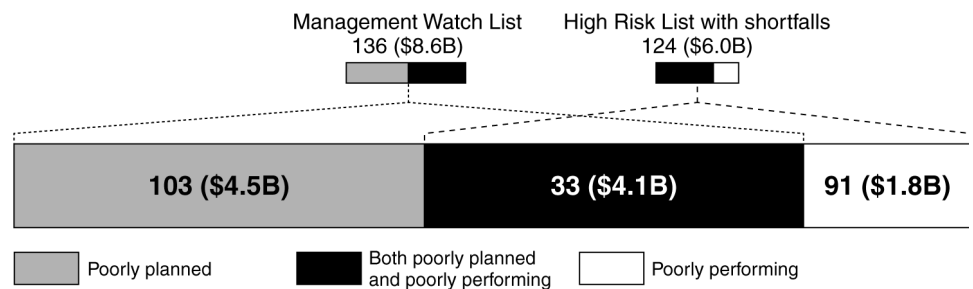 Management Watch List
136 ($8.6B)
High Risk List with shortfalls
124 ($6.0B)
103 ($4.5B)
33 ($4.1B)
91 ($1.8B)
Poorly planned
Both poorly planned
and poorly performing
Poorly performing